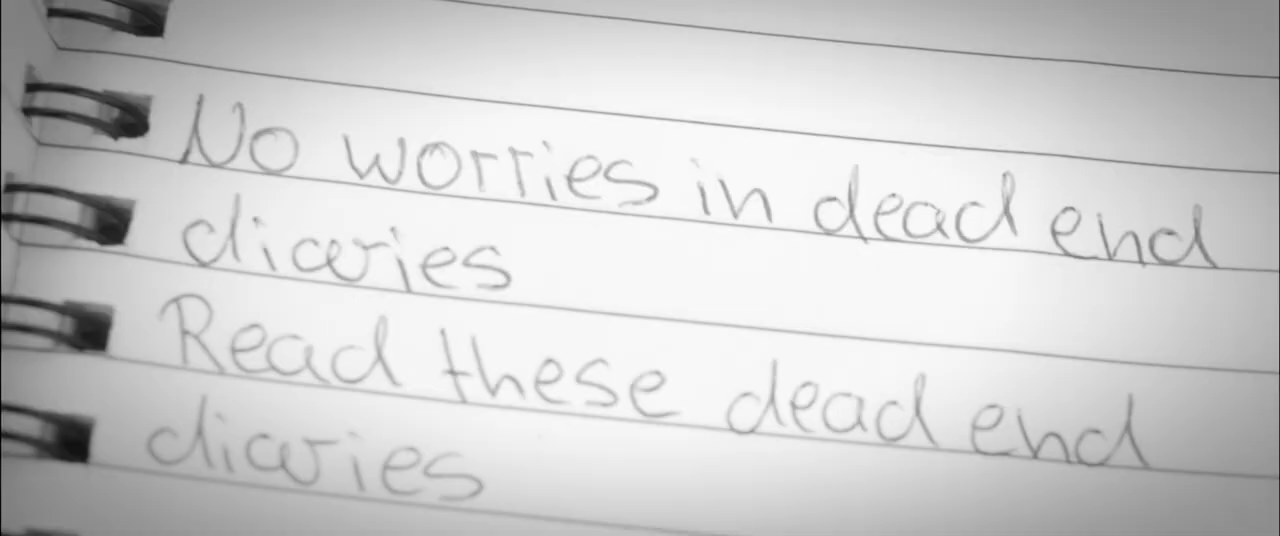 No worries in dead end
diaries
Read these dead end
diaries